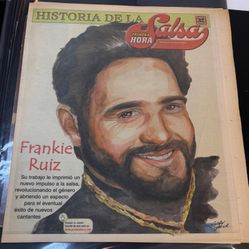 HISTORIA DE LA
Salsa
PRIMERA
HORA
Frankie
Ruiz
Su trabajo le imprimió un
nuevo impulso a la salsa,
revolucionando el género
y abriendo un espacio
para el eventual
éxito de nuevos
cantantes